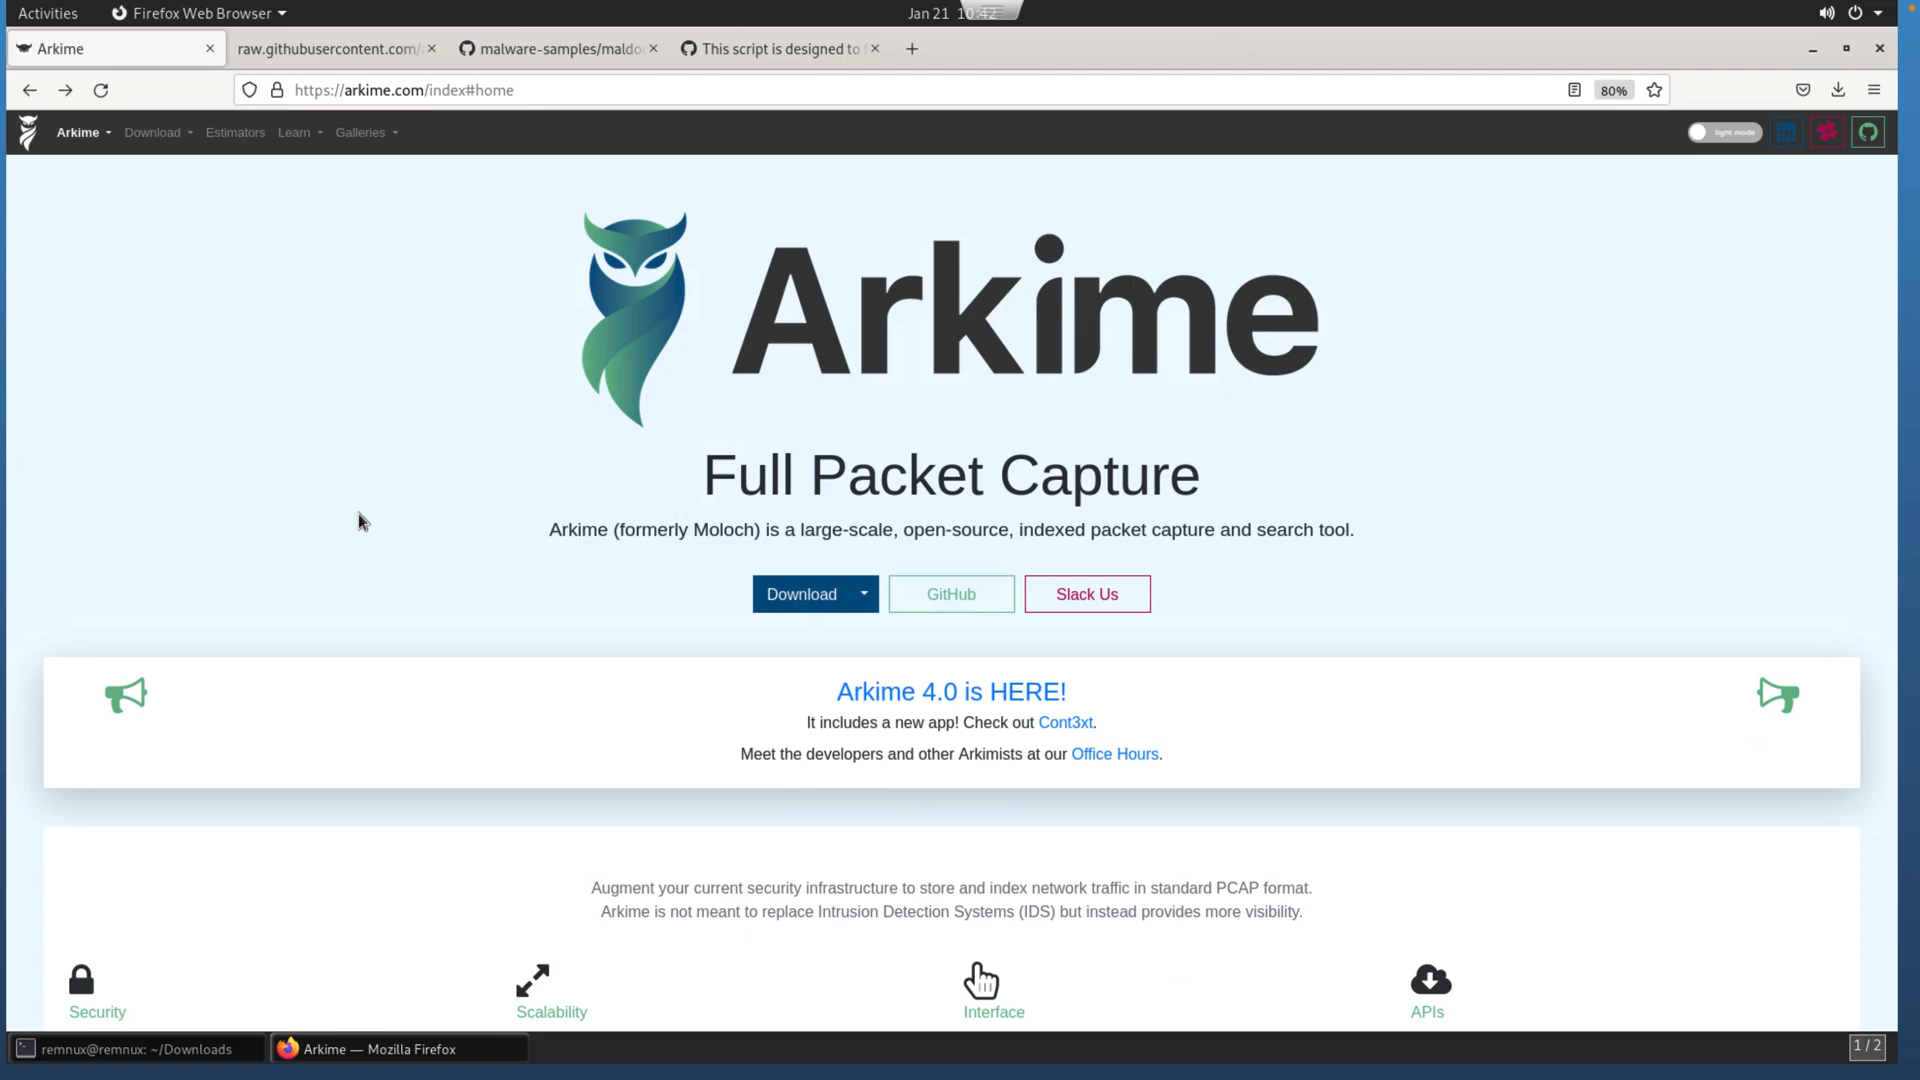 Activities
Firefox Web Browser
Jan 21 10:42
Arkime
raw.githubusercontent.com/
malware-samples/maldo
This script is designed to
https://arkime.com/index#home
80%
Arkime
Download
Estimators
Learn
Galleries
light mode
Arkime
Full Packet Capture
Arkime (formerly Moloch) is a large-scale, open-source, indexed packet capture and search tool.
Download
GitHub
Slack Us
Arkime 4.0 is HERE!
It includes a new app! Check out Cont3xt.
Meet the developers and other Arkimists at our Office Hours.
Augment your current security infrastructure to store and index network traffic in standard PCAP format.
Arkime is not meant to replace Intrusion Detection Systems (IDS) but instead provides more visibility.
Security
Scalability
Interface
APIs
remnux@remnux: ~/Downloads
Arkime — Mozilla Firefox
1 / 2